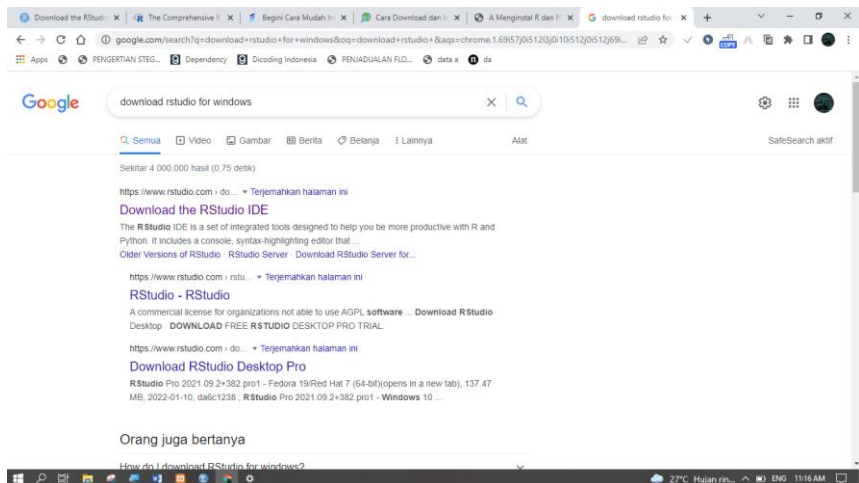 Download the RStudi
The Comprehensive R
Begini Cara Mudah In
Cara Download dan In
A Menginstal R dan R
download rstudio for
google.com/search?q=download+rstudio+for+windows&oq=download+rstudio+&aqs=chrome.1.69i57j0i512l3j0i10i512j0i512j69i...
COPY
Apps
PENGERTIAN STEG...
Dependency
Dicoding Indonesia
PENJADUALAN FLO...
data a
da
Google
download rstudio for windows
Semua
Video
Gambar
Berita
Belanja
Lainnya
Alat
SafeSearch aktif
Sekitar 4.000.000 hasil (0,75 detik)
https://www.rstudio.com › do... Terjemahkan halaman ini
Download the RStudio IDE
The RStudio IDE is a set of integrated tools designed to help you be more productive with R and
Python. It includes a console, syntax-highlighting editor that ...
Older Versions of RStudio · RStudio Server · Download RStudio Server for...
https://www.rstudio.com › rstu... Terjemahkan halaman ini
RStudio - RStudio
A commercial license for organizations not able to use AGPL software ... Download RStudio
Desktop · DOWNLOAD FREE RSTUDIO DESKTOP PRO TRIAL.
https://www.rstudio.com › do... Terjemahkan halaman ini
Download RStudio Desktop Pro
RStudio Pro 2021.09.2+382.pro1 - Fedora 19/Red Hat 7 (64-bit)(opens in a new tab), 137.47
MB, 2022-01-10, da6c1238 ; RStudio Pro 2021.09.2+382.pro1 - Windows 10 ...
Orang juga bertanya
How do I download RStudio for windows?
27°C Hujan rin...
ENG
11:16 AM